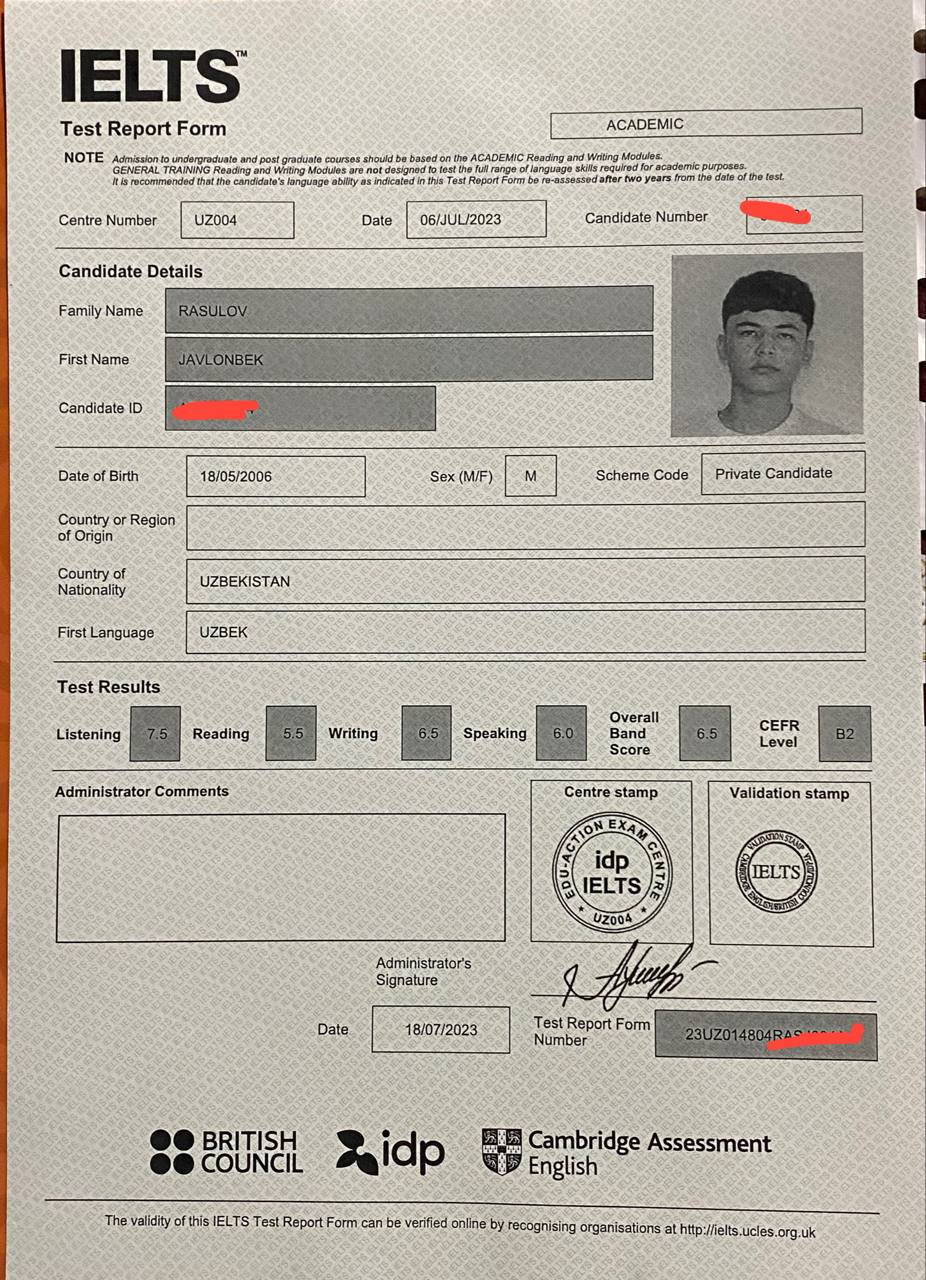 IELTS™
Test Report Form
ACADEMIC
NOTE Admission to undergraduate and post graduate courses should be based on the ACADEMIC Reading and Writing Modules.
GENERAL TRAINING Reading and Writing Modules are not designed to test the full range of language skills required for academic purposes.
It is recommended that the candidate's language ability as indicated in this Test Report Form be re-assessed after two years from the date of the test.
Centre Number UZ004 Date 06/JUL/2023 Candidate Number
Candidate Details
Family Name RASULOV
First Name JAVLONBEK
Candidate ID
Date of Birth 18/05/2006 Sex (M/F) M Scheme Code Private Candidate
Country or Region
of Origin
Country of
Nationality UZBEKISTAN
First Language UZBEK
Test Results
Listening 7.5 Reading 5.5 Writing 6.5 Speaking 6.0 Overall Band Score 6.5 CEFR Level B2
Administrator Comments
Centre stamp
EDU-ACTION EXAM CENTRE
idp
IELTS
UZ004
Validation stamp
VALIDATION STAMP
IELTS
Administrator's
Signature
Date 18/07/2023
Test Report Form
Number 23UZ014804RAS
BRITISH
COUNCIL
idp
Cambridge Assessment
English
The validity of this IELTS Test Report Form can be verified online by recognising organisations at http://ielts.ucles.org.uk